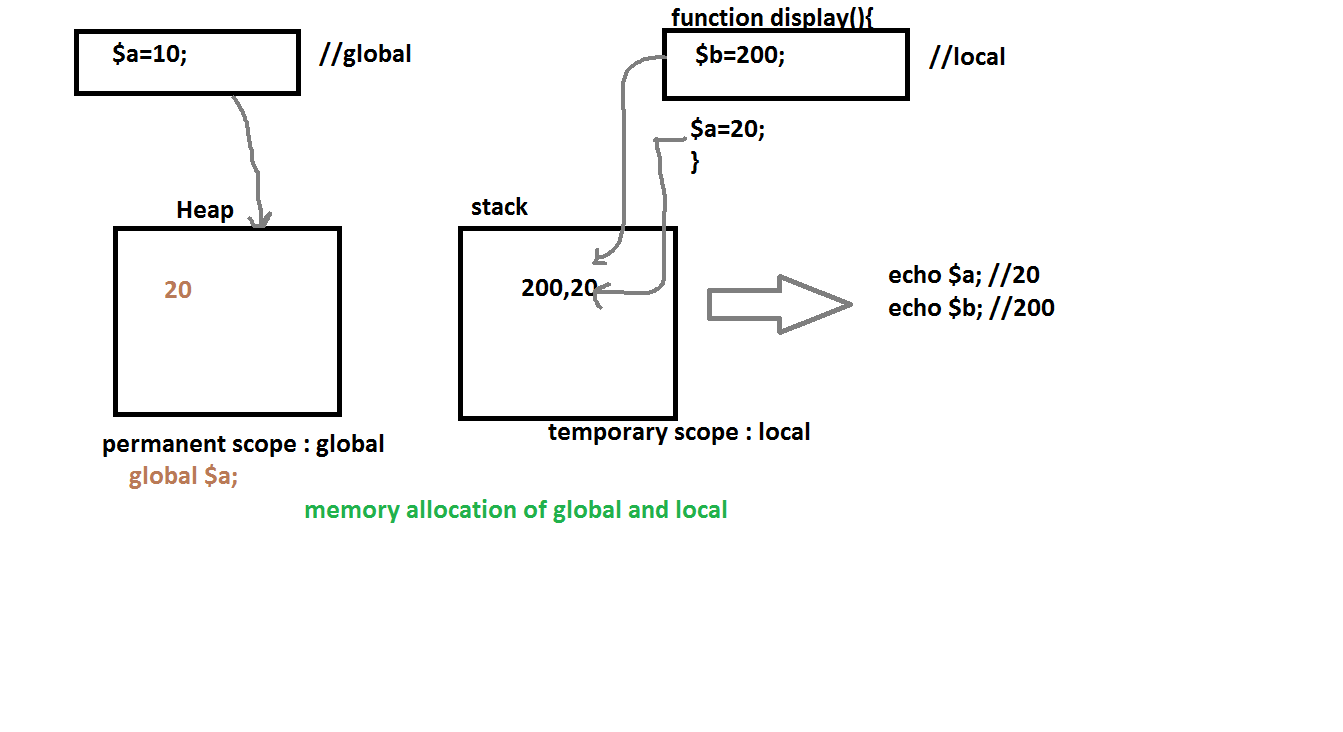 function display(){
$a=10;
//global
$b=200;
//local
$a=20;
}
Heap
stack
20
200,20
echo $a; //20
echo $b; //200
permanent scope : global
temporary scope : local
global $a;
memory allocation of global and local